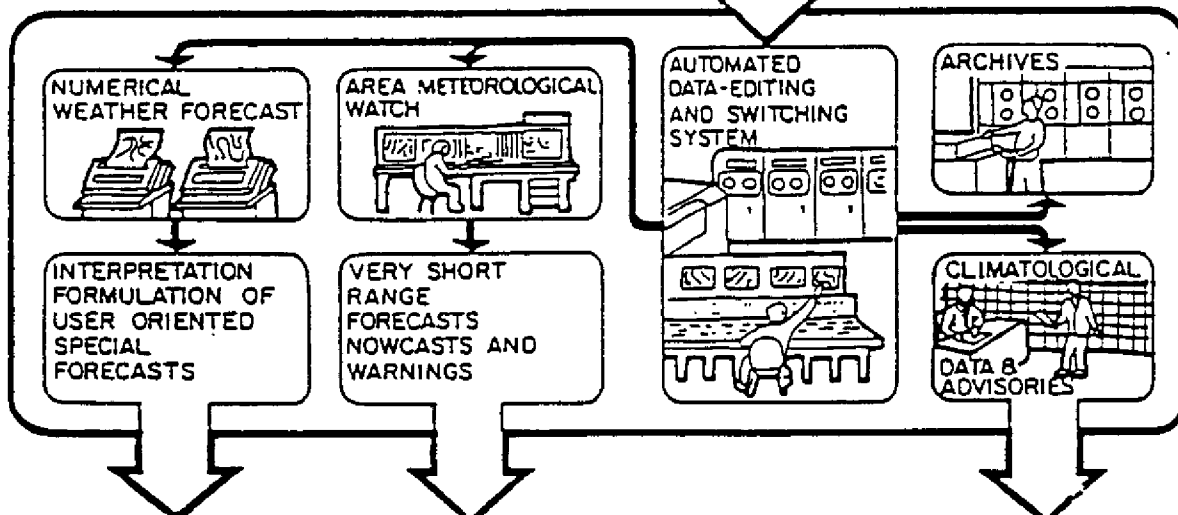 NUMERICAL
WEATHER FORECAST
AREA METEOROLOGICAL
WATCH
AUTOMATED
DATA-EDITING
AND SWITCHING
SYSTEM
ARCHIVES
INTERPRETATION
FORMULATION OF
USER ORIENTED
SPECIAL
FORECASTS
VERY SHORT
RANGE
FORECASTS
NOWCASTS AND
WARNINGS
CLIMATOLOGICAL
DATA &
ADVISORIES